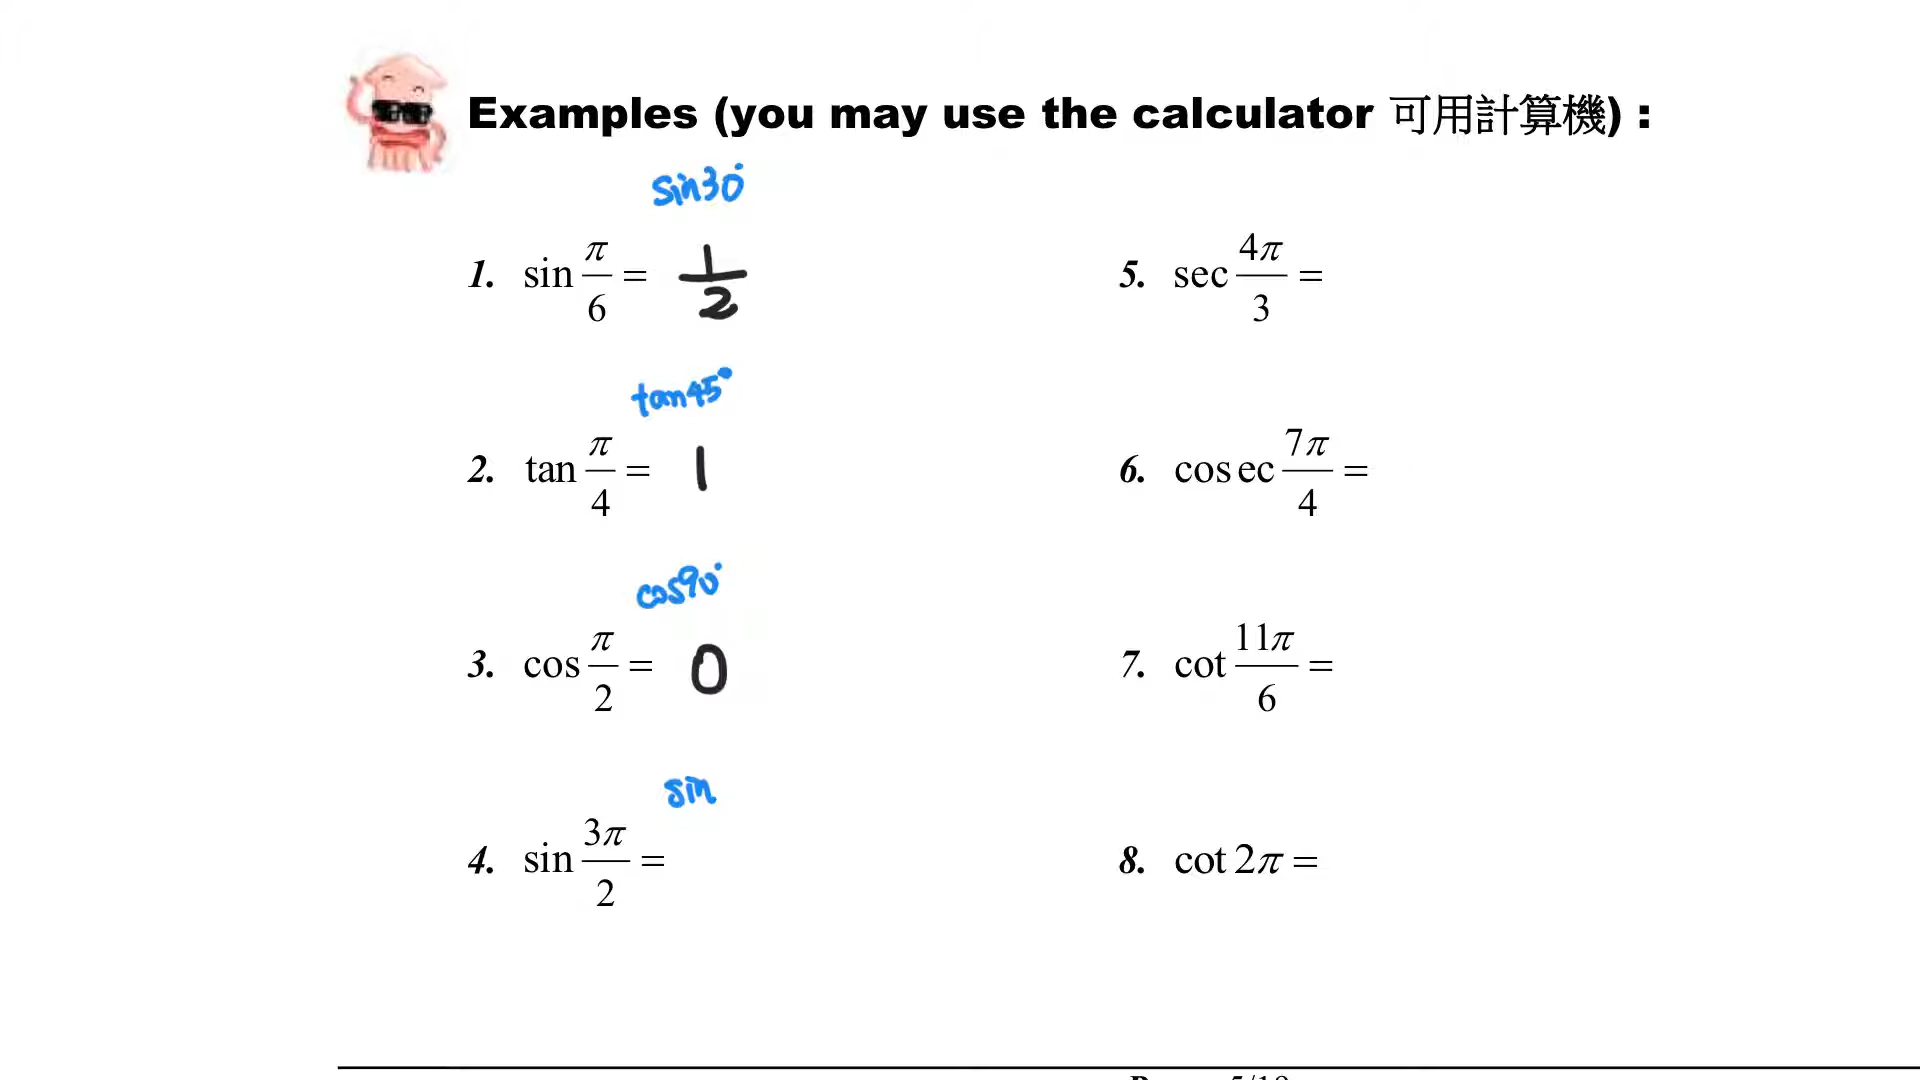 Examples (you may use the calculator 可用計算機) :
sin30°
1. sin π/6 = 1/2
tan45°
2. tan π/4 = 1
cos90°
3. cos π/2 = 0
sin
4. sin 3π/2 =
5. sec 4π/3 =
6. cosec 7π/4 =
7. cot 11π/6 =
8. cot 2π =